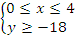 {0 ≤ x ≤ 4
y ≥ −18